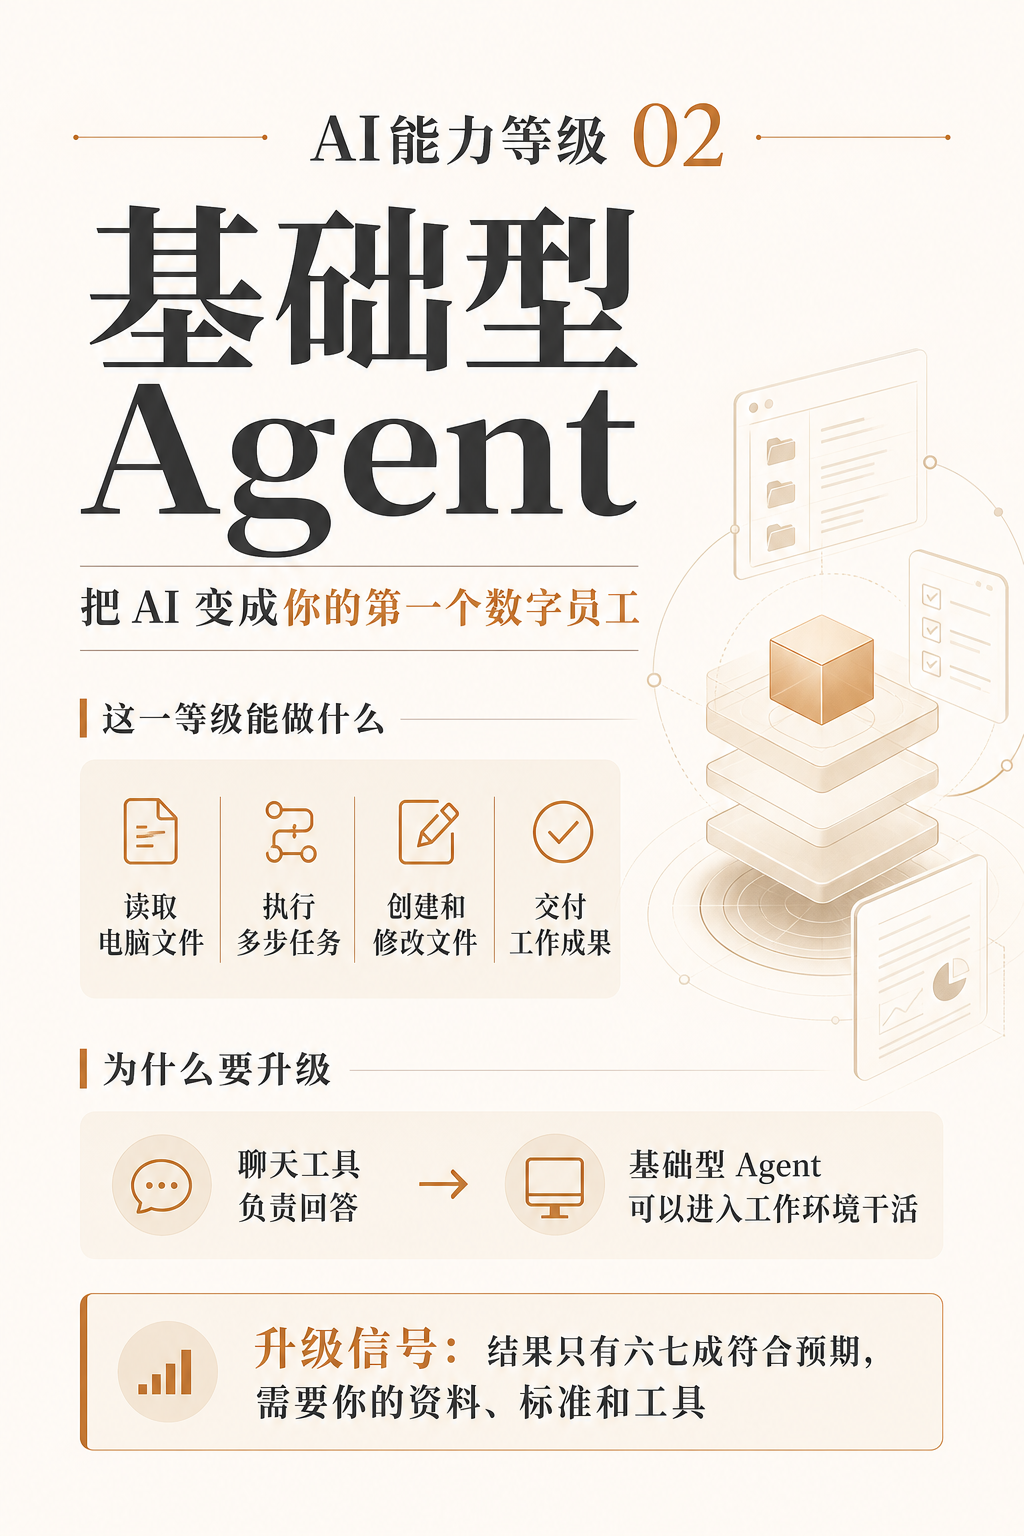 AI能力等级 02
基础型
Agent
把 AI 变成你的第一个数字员工
这一等级能做什么
读取
电脑文件
执行
多步任务
创建和
修改文件
交付
工作成果
为什么要升级
聊天工具
负责回答
基础型 Agent
可以进入工作环境干活
升级信号：结果只有六七成符合预期，
需要你的资料、标准和工具